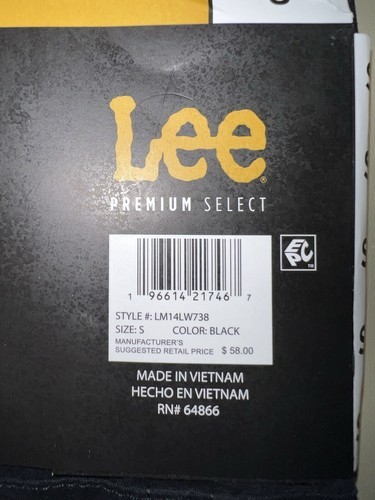 Lee®
PREMIUM SELECT
EPC™
1 96614 21746 7
STYLE #: LM14LW738
SIZE: S COLOR: BLACK
MANUFACTURER'S
SUGGESTED RETAIL PRICE $ 58.00
MADE IN VIETNAM
HECHO EN VIETNAM
RN# 64866